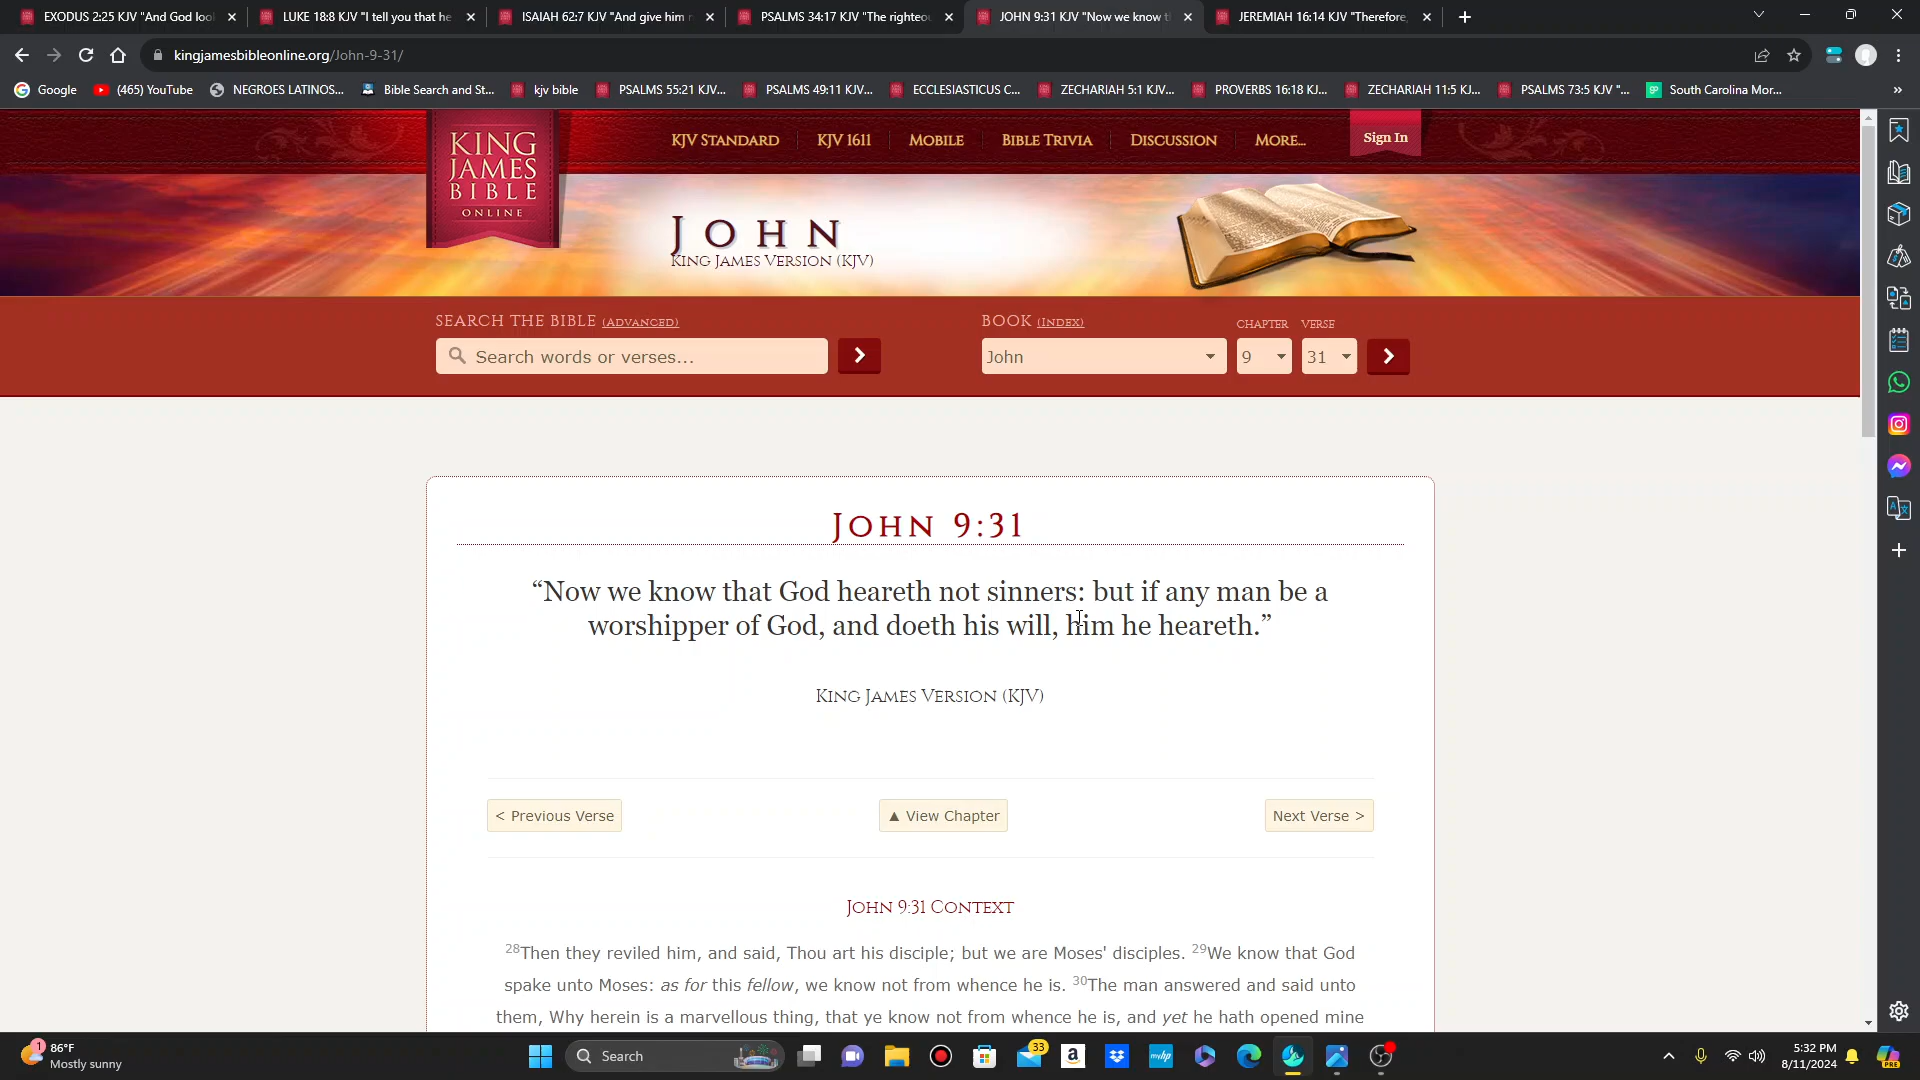 EXODUS 2:25 KJV "And God loo
LUKE 18:8 KJV "I tell you that he
ISAIAH 62:7 KJV "And give him n
PSALMS 34:17 KJV "The righteou
JOHN 9:31 KJV "Now we know t
JEREMIAH 16:14 KJV "Therefore,
kingjamesbibleonline.org/John-9-31/
Google
(465) YouTube
NEGROES LATINOS...
Bible Search and St...
kjv bible
PSALMS 55:21 KJV...
PSALMS 49:11 KJV...
ECCLESIASTICUS C...
ZECHARIAH 5:1 KJV...
PROVERBS 16:18 KJ...
ZECHARIAH 11:5 KJ...
PSALMS 73:5 KJV "...
South Carolina Mor...
»
KING
JAMES
BIBLE
ONLINE
KJV STANDARD
KJV 1611
MOBILE
BIBLE TRIVIA
DISCUSSION
MORE...
Sign In
JOHN
KING JAMES VERSION (KJV)
SEARCH THE BIBLE (ADVANCED)
BOOK (INDEX)
CHAPTER
VERSE
Search words or verses...
John
9
31
JOHN 9:31
“Now we know that God heareth not sinners: but if any man be a
worshipper of God, and doeth his will, him he heareth.”
KING JAMES VERSION (KJV)
< Previous Verse
▲ View Chapter
Next Verse >
JOHN 9:31 CONTEXT
28Then they reviled him, and said, Thou art his disciple; but we are Moses' disciples. 29We know that God
spake unto Moses: as for this fellow, we know not from whence he is. 30The man answered and said unto
them, Why herein is a marvellous thing, that ye know not from whence he is, and yet he hath opened mine
1
86°F
Mostly sunny
Search
33
5:32 PM
8/11/2024